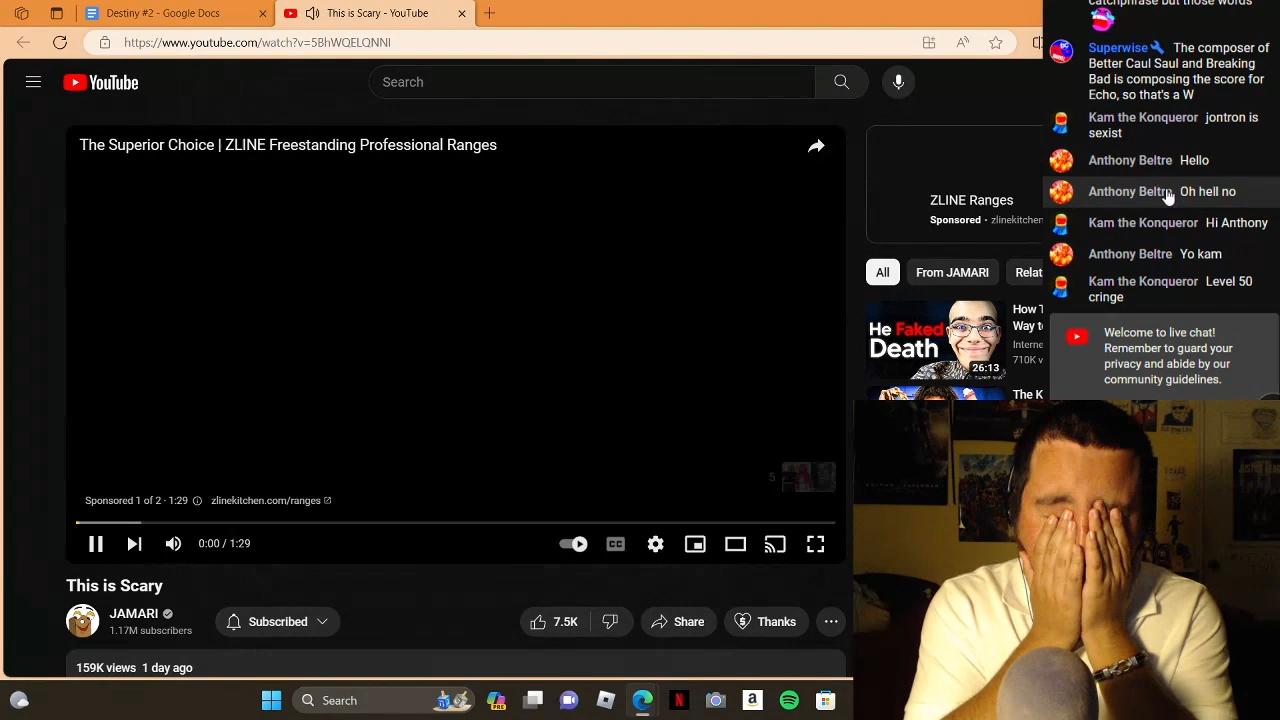 Destiny #2 - Google Docs
This is Scary - YouTube
https://www.youtube.com/watch?v=5BhWQELQNNI
YouTube
Search
The Superior Choice | ZLINE Freestanding Professional Ranges
ZLINE Ranges
Sponsored · zlinekitchen
All
From JAMARI
Relat
He Faked
Death
26:13
How T
Way to
Interne
710K v
The K
5
Sponsored 1 of 2 · 1:29
zlinekitchen.com/ranges
0:00 / 1:29
CC
This is Scary
JAMARI
1.17M subscribers
Subscribed
7.5K
Share
Thanks
159K views 1 day ago
catchphrase but those words
Superwise The composer of
Better Caul Saul and Breaking
Bad is composing the score for
Echo, so that's a W
Kam the Konqueror jontron is
sexist
Anthony Beltre Hello
Anthony Beltre Oh hell no
Kam the Konqueror Hi Anthony
Anthony Beltre Yo kam
Kam the Konqueror Level 50
cringe
Welcome to live chat!
Remember to guard your
privacy and abide by our
community guidelines.
Search
PRE